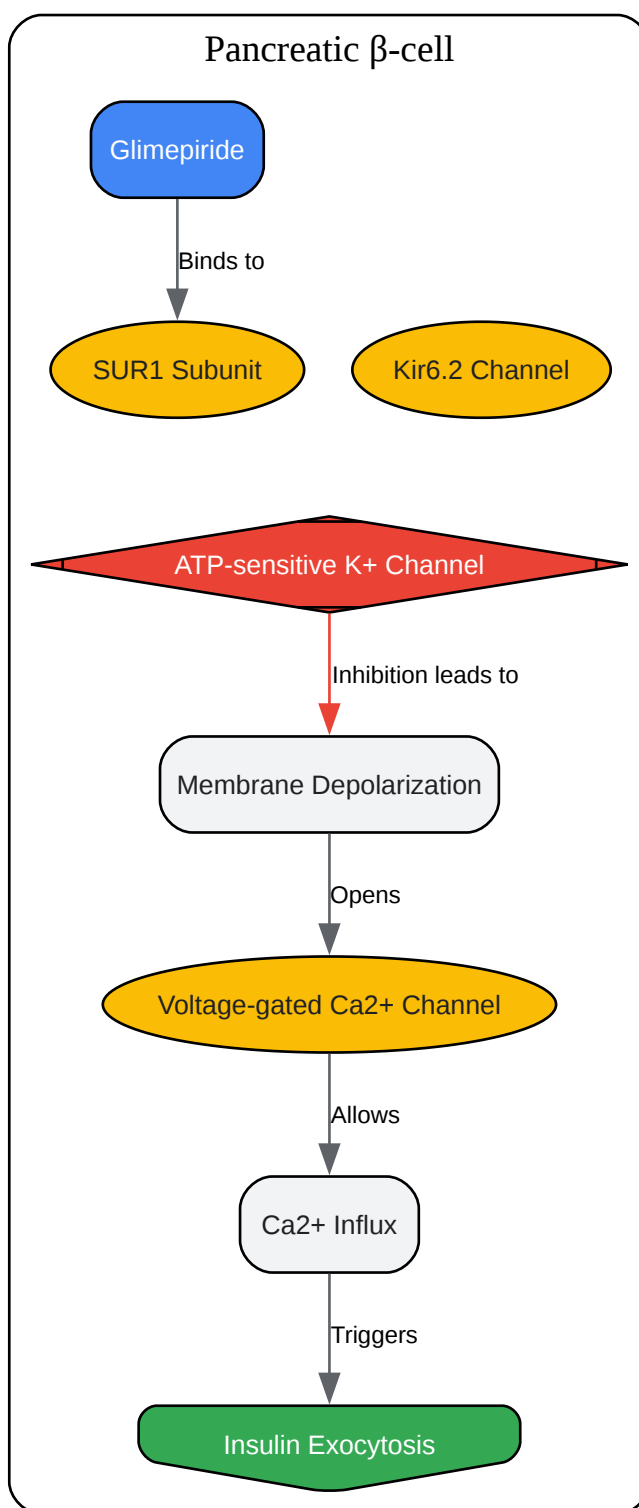 Pancreatic β-cell
Glimepiride
Binds to
SUR1 Subunit
Kir6.2 Channel
ATP-sensitive K+ Channel
Inhibition leads to
Membrane Depolarization
Opens
Voltage-gated Ca2+ Channel
Allows
Ca2+ Influx
Triggers
Insulin Exocytosis